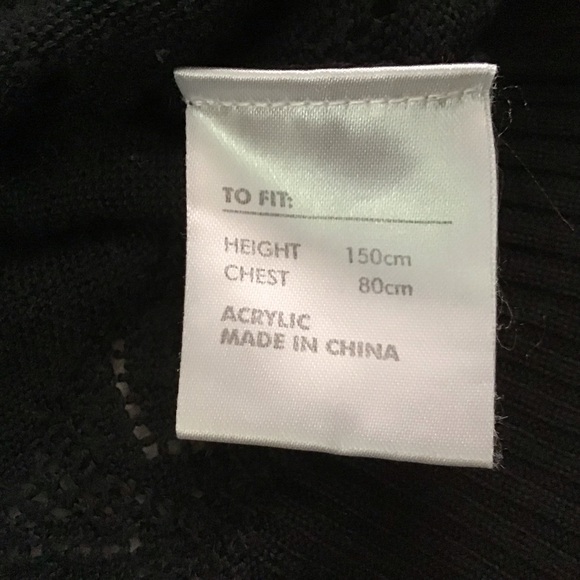 TO FIT:
HEIGHT 150cm
CHEST 80cm
ACRYLIC
MADE IN CHINA